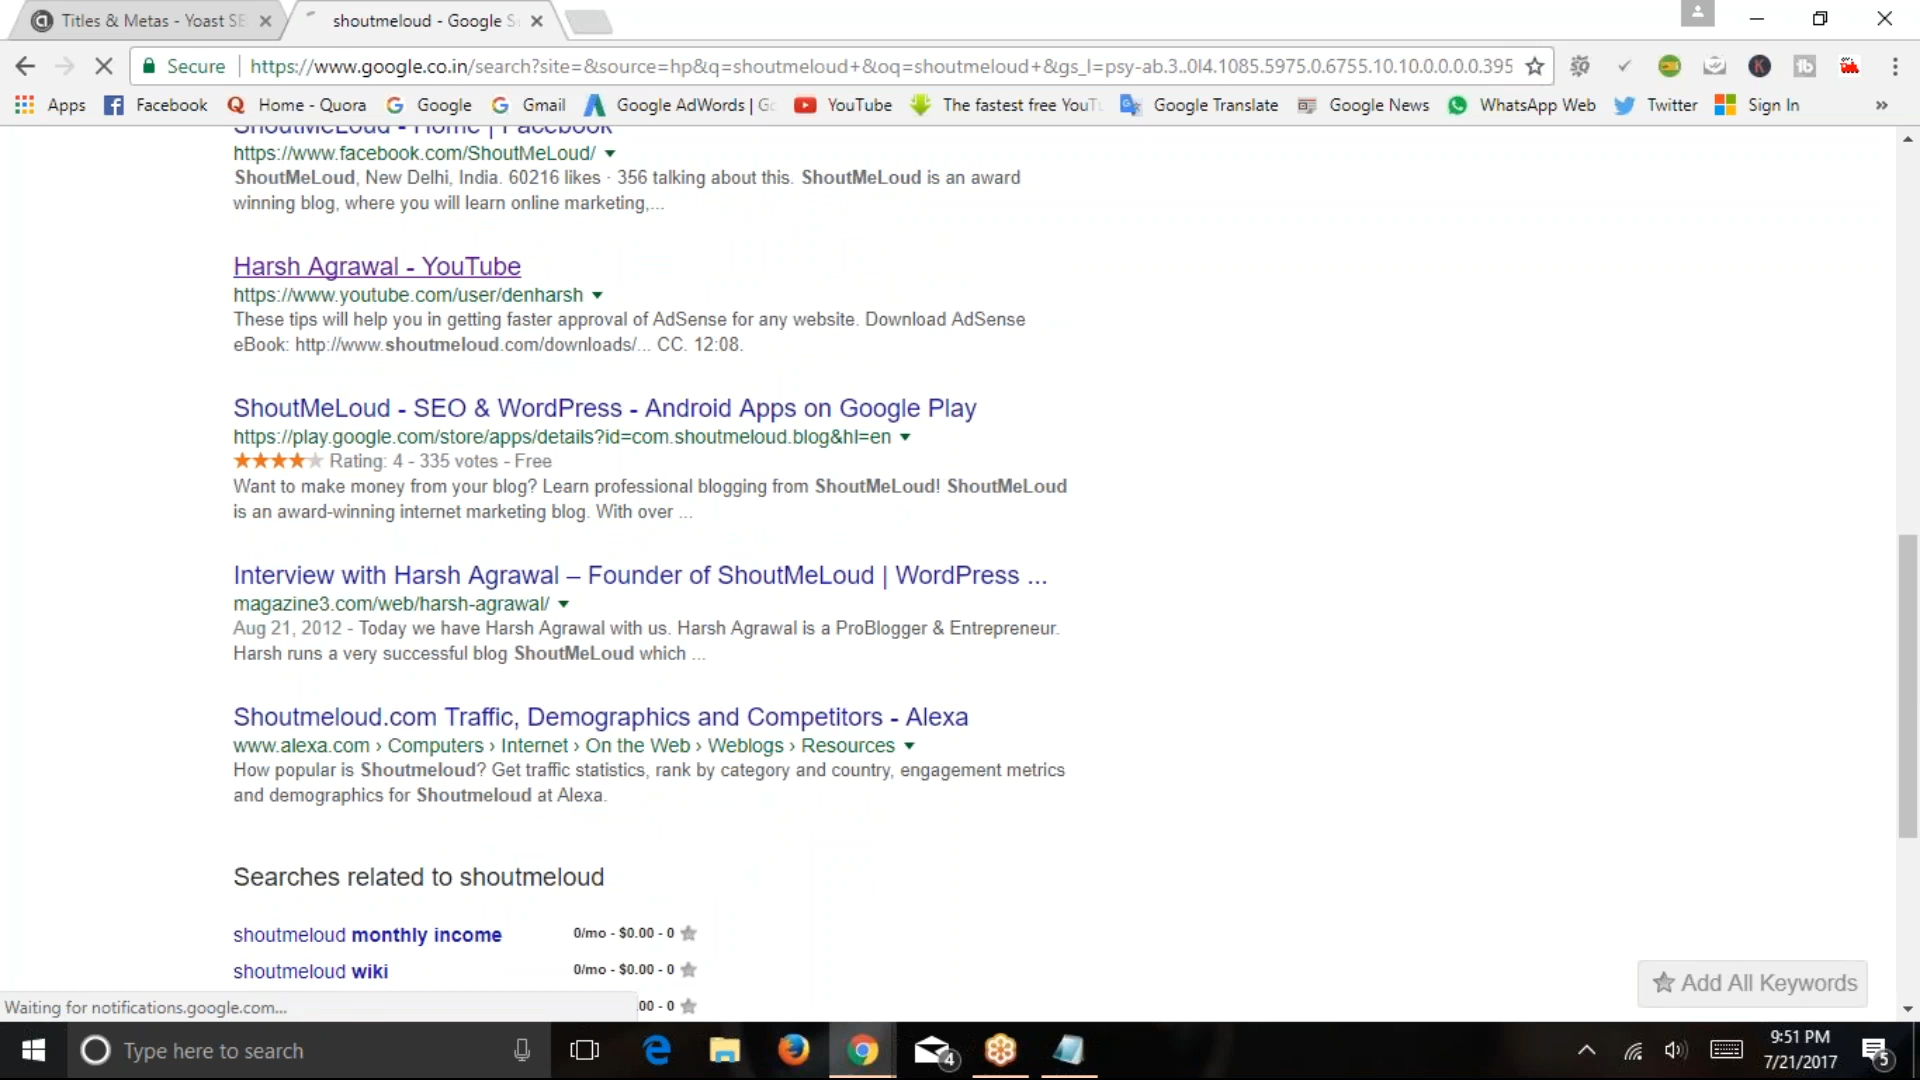 Titles & Metas - Yoast SE
shoutmeloud - Google S
Secure
https://www.google.co.in/search?site=&source=hp&q=shoutmeloud+&oq=shoutmeloud+&gs_l=psy-ab.3..0l4.1085.5975.0.6755.10.10.0.0.0.0.395
Apps
Facebook
Home - Quora
Google
Gmail
Google AdWords | Go
YouTube
The fastest free YouT
Google Translate
Google News
WhatsApp Web
Twitter
Sign In
»
ShoutMeLoud - Home | Facebook
https://www.facebook.com/ShoutMeLoud/
ShoutMeLoud, New Delhi, India. 60216 likes · 356 talking about this. ShoutMeLoud is an award
winning blog, where you will learn online marketing,...
Harsh Agrawal - YouTube
https://www.youtube.com/user/denharsh
These tips will help you in getting faster approval of AdSense for any website. Download AdSense
eBook: http://www.shoutmeloud.com/downloads/... CC. 12:08.
ShoutMeLoud - SEO & WordPress - Android Apps on Google Play
https://play.google.com/store/apps/details?id=com.shoutmeloud.blog&hl=en
Rating: 4 - 335 votes - Free
Want to make money from your blog? Learn professional blogging from ShoutMeLoud! ShoutMeLoud
is an award-winning internet marketing blog. With over ...
Interview with Harsh Agrawal – Founder of ShoutMeLoud | WordPress ...
magazine3.com/web/harsh-agrawal/
Aug 21, 2012 - Today we have Harsh Agrawal with us. Harsh Agrawal is a ProBlogger & Entrepreneur.
Harsh runs a very successful blog ShoutMeLoud which ...
Shoutmeloud.com Traffic, Demographics and Competitors - Alexa
www.alexa.com › Computers › Internet › On the Web › Weblogs › Resources
How popular is Shoutmeloud? Get traffic statistics, rank by category and country, engagement metrics
and demographics for Shoutmeloud at Alexa.
Searches related to shoutmeloud
shoutmeloud monthly income
0/mo - $0.00 - 0
shoutmeloud wiki
0/mo - $0.00 - 0
Add All Keywords
Waiting for notifications.google.com...
.00 - 0
Type here to search
4
9:51 PM
7/21/2017
5